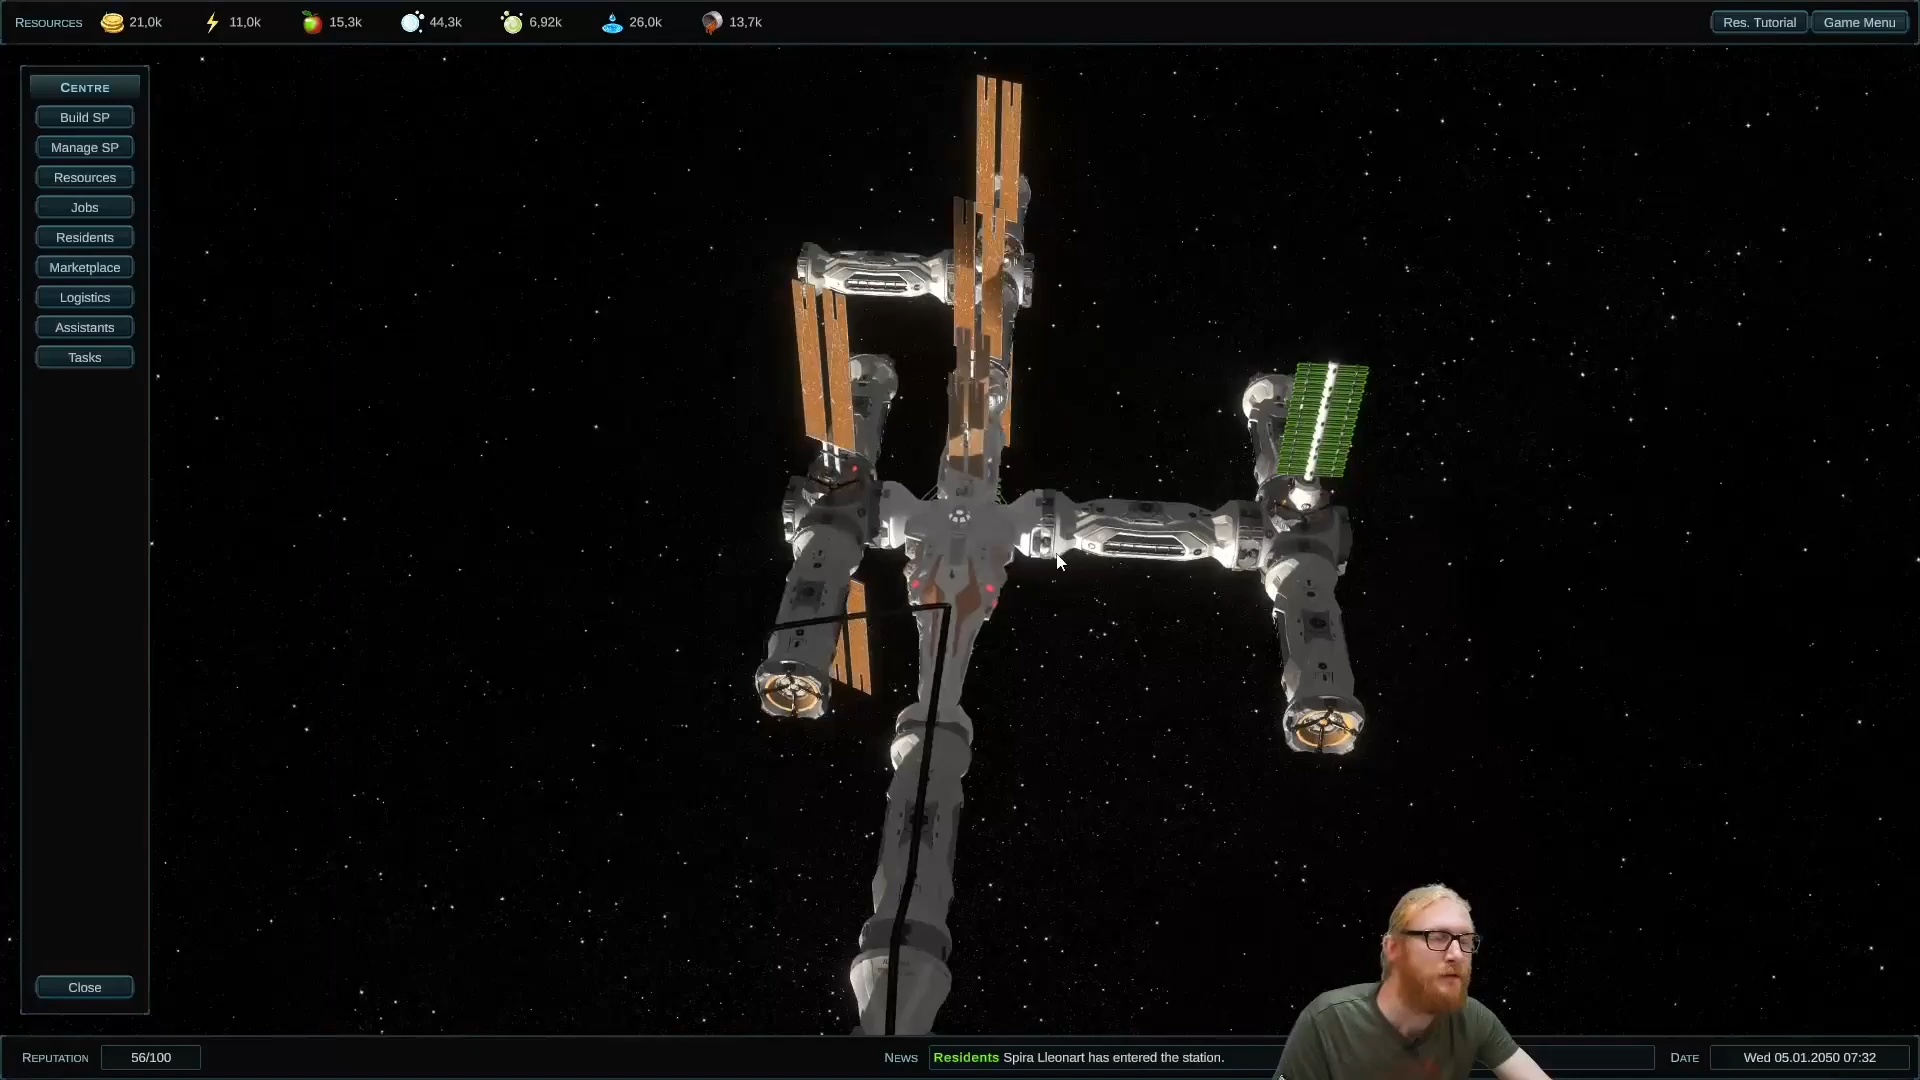 RESOURCES 21,0k 11,0k 15,3k 44,3k 6,92k 26,0k 13,7k Res. Tutorial Game Menu
CENTRE
Build SP
Manage SP
Resources
Jobs
Residents
Marketplace
Logistics
Assistants
Tasks
Close
REPUTATION 56/100 NEWS Residents Spira Lleonart has entered the station. DATE Wed 05.01.2050 07:32